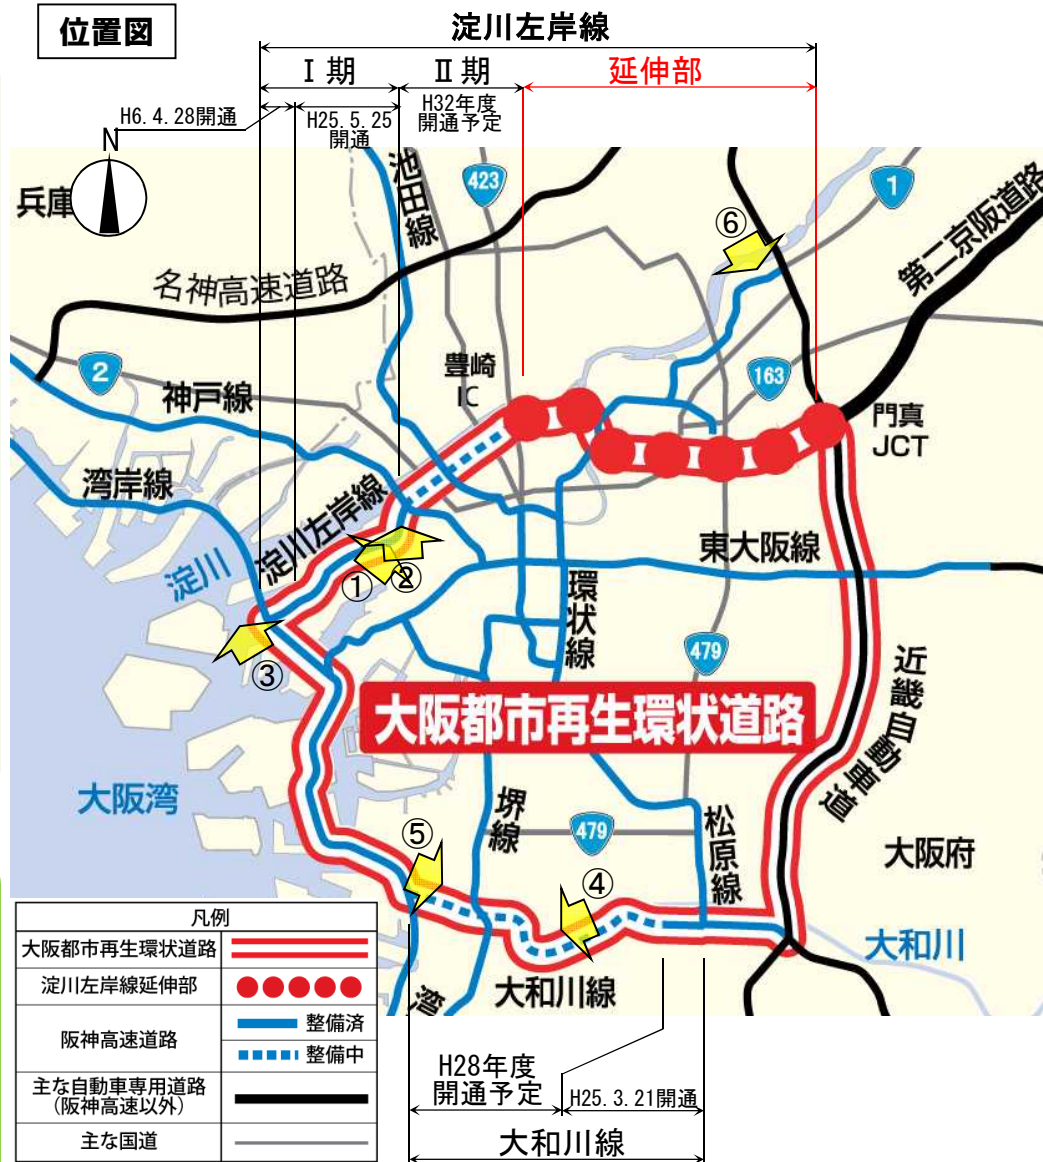 位置図
淀川左岸線
Ⅰ期
Ⅱ期
延伸部
H6.4.28開通
H25.5.25
開通
H32年度
開通予定
N
兵庫
池田線
423
1
⑥
第二京阪道路
名神高速道路
2
神戸線
豊崎
IC
163
門真
JCT
湾岸線
淀川左岸線
淀川
①
②
東大阪線
環状線
③
479
近畿自動車道
大阪都市再生環状道路
大阪湾
堺線
479
松原線
大阪府
⑤
④
大和川
大和川線
湾
凡例
大阪都市再生環状道路
淀川左岸線延伸部
阪神高速道路
整備済
整備中
主な自動車専用道路
(阪神高速以外)
主な国道
H28年度
開通予定
H25.3.21開通
大和川線